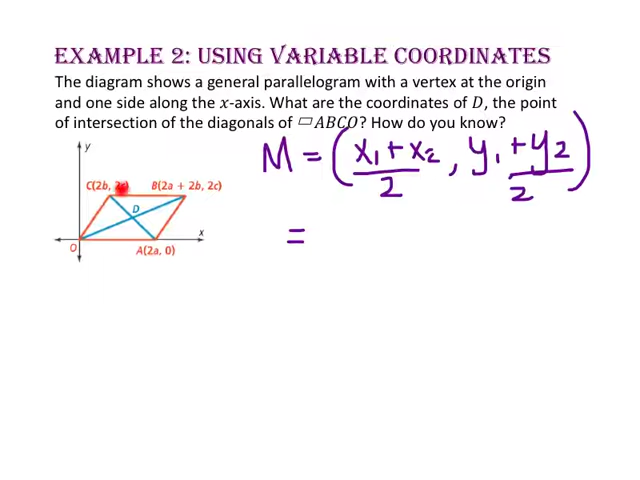 EXAMPLE 2: USING VARIABLE COORDINATES
The diagram shows a general parallelogram with a vertex at the origin
and one side along the x-axis. What are the coordinates of D, the point
of intersection of the diagonals of ▱ABCO? How do you know?
M = (x₁ + x₂ / 2, y₁ + y₂ / 2)
=
y
C(2b, 2c)
B(2a + 2b, 2c)
D
x
O
A(2a, 0)